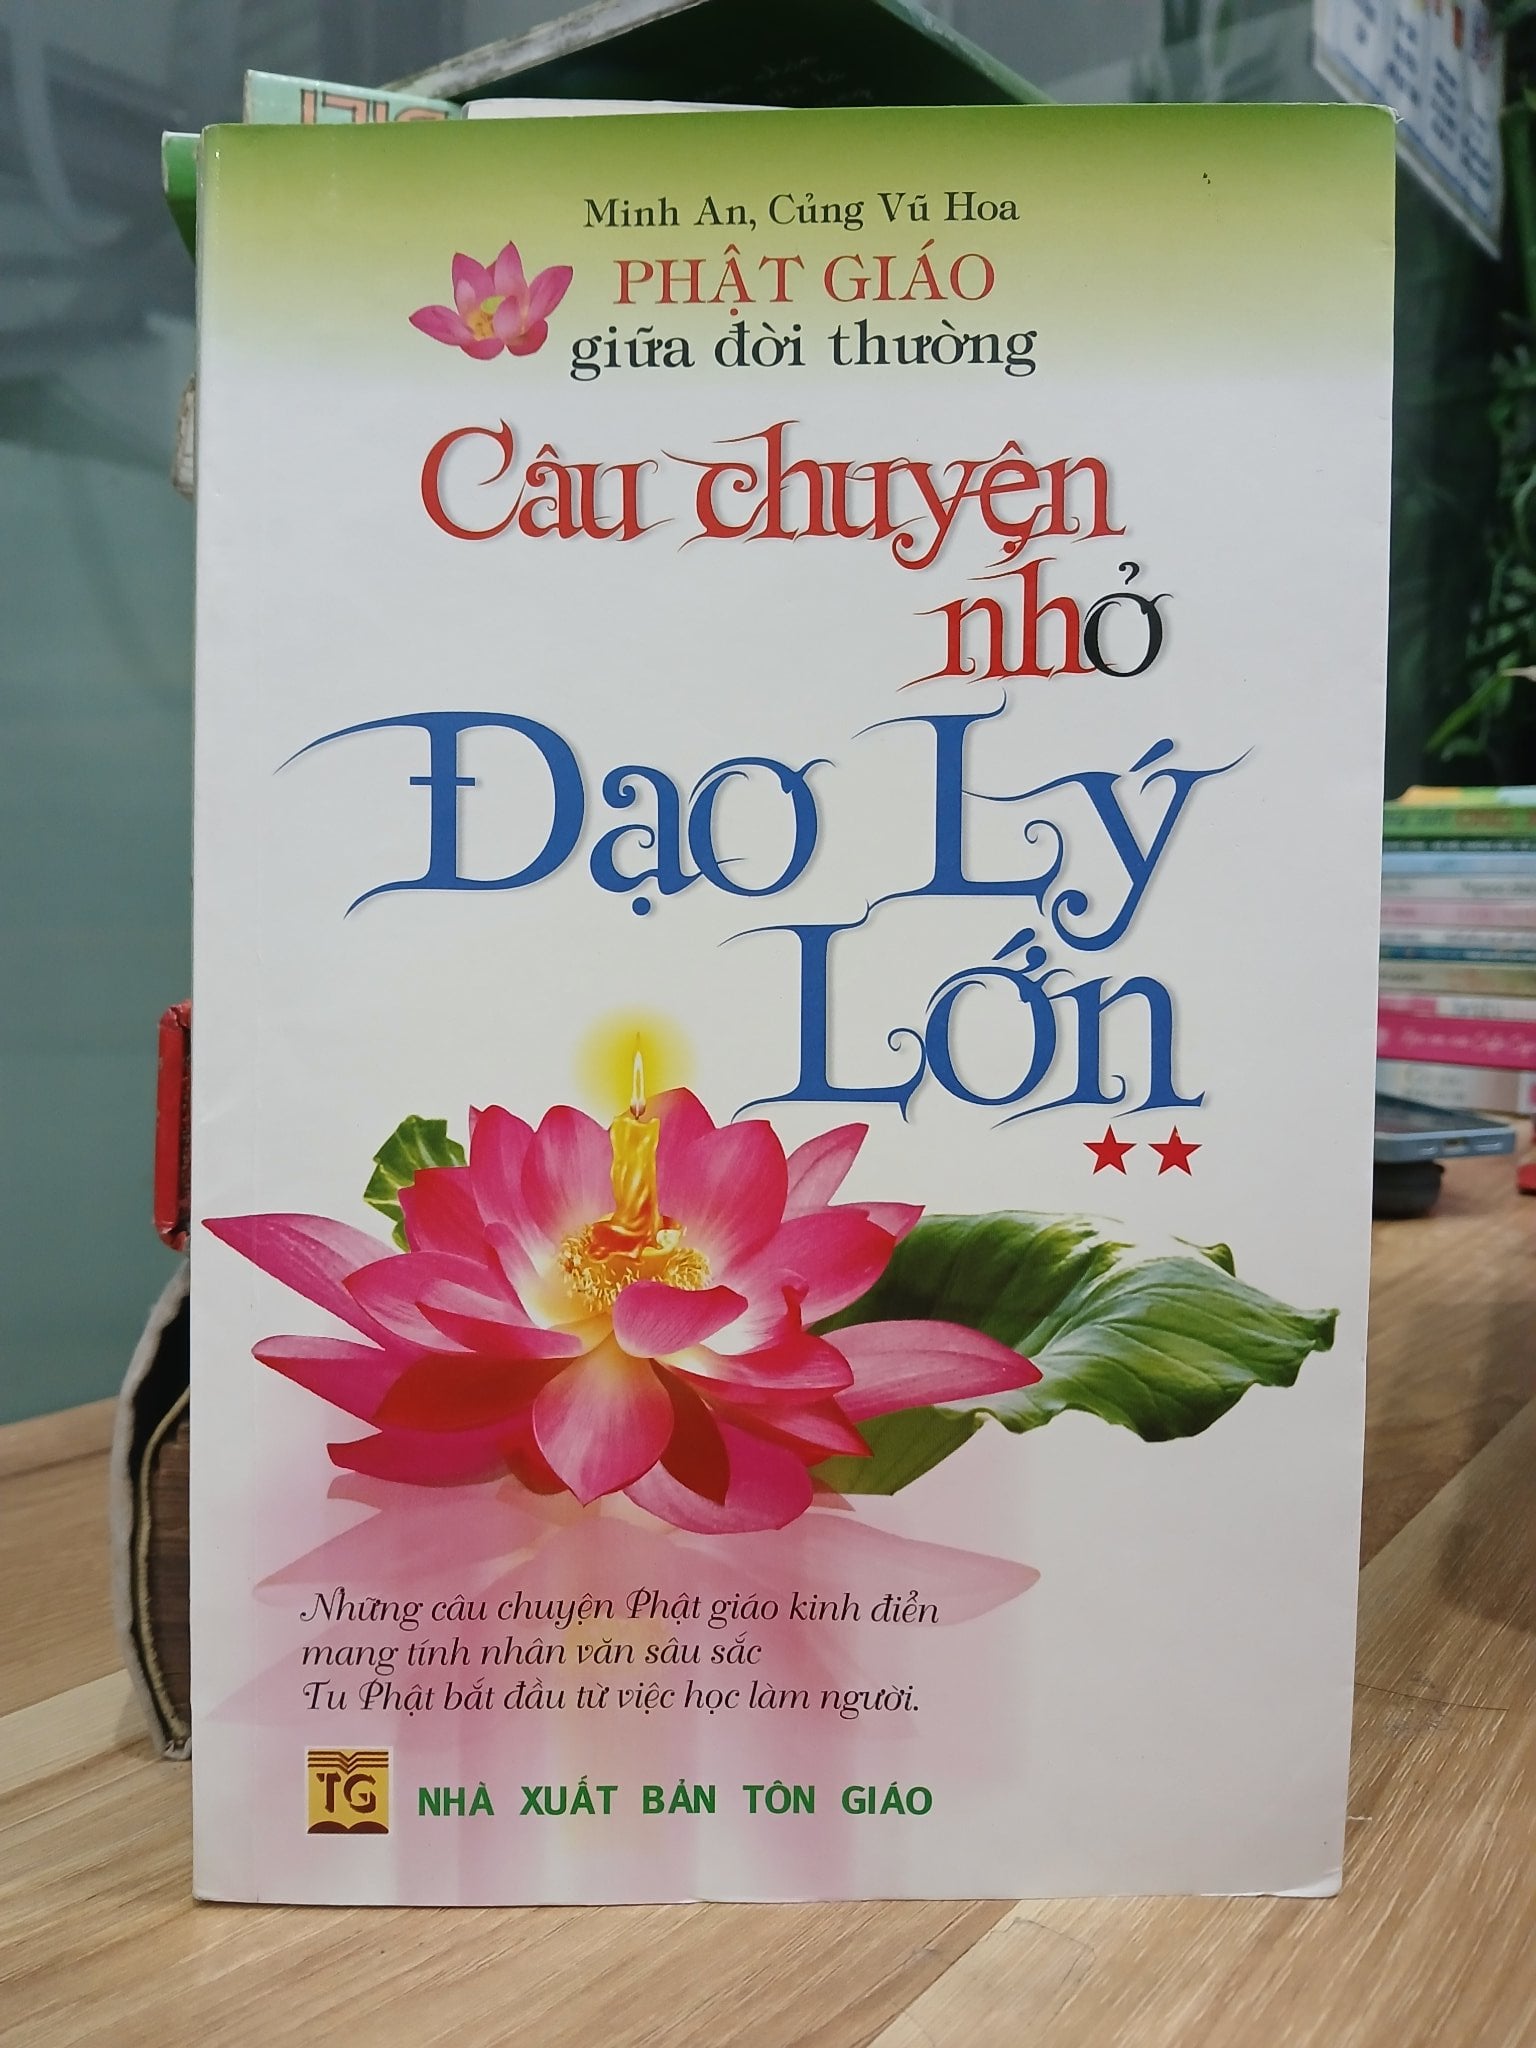 Minh An, Củng Vũ Hoa
PHẬT GIÁO
giữa đời thường
Câu chuyện
nhỏ
Đạo Lý
Lớn
★★
Những câu chuyện Phật giáo kinh điển
mang tính nhân văn sâu sắc
Tu Phật bắt đầu từ việc học làm người.
TG
NHÀ XUẤT BẢN TÔN GIÁO